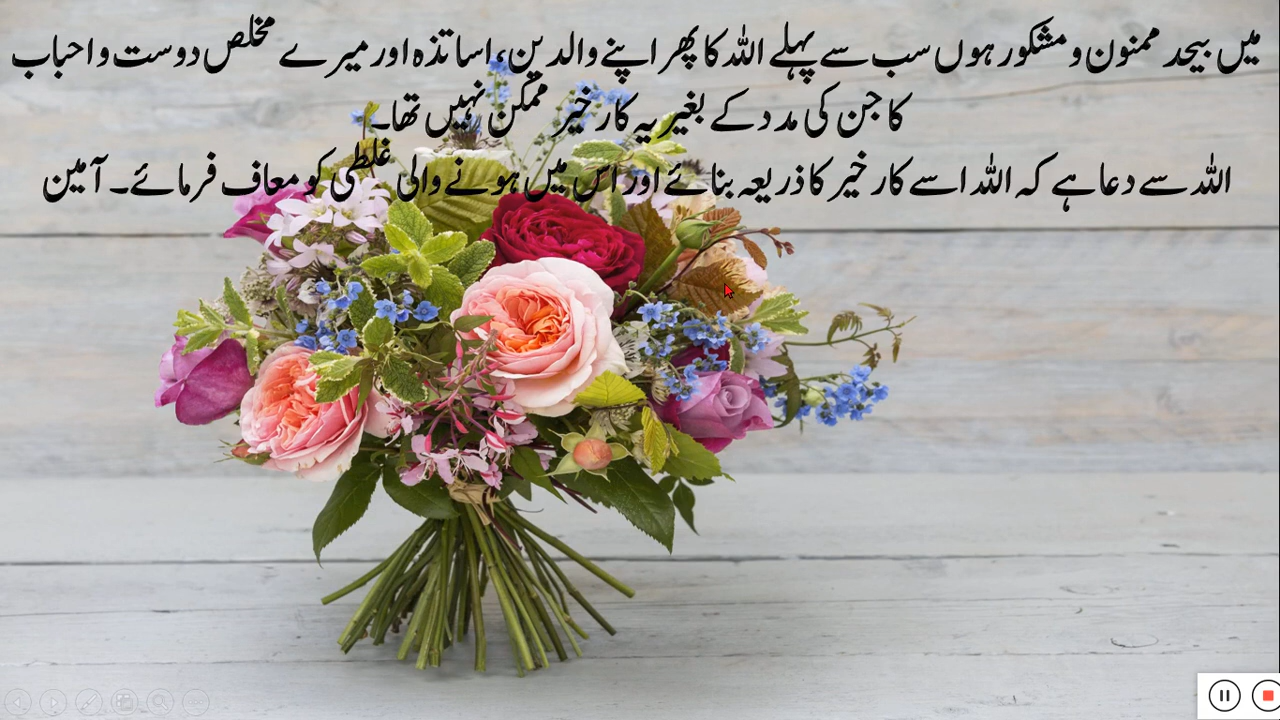 میں بیحد ممنون و مشکور ہوں سب سے پہلے اللہ کا پھر اپنے والدین، اساتذہ اور میرے مخلص دوست و احباب
کا جن کی مدد کے بغیر یہ کار خیر ممکن نہیں تھا۔
اللہ سے دعا ہے کہ اللہ اسے کار خیر کا ذریعہ بنائے اور اس میں ہونے والی غلطی کو معاف فرمائے۔ آمین